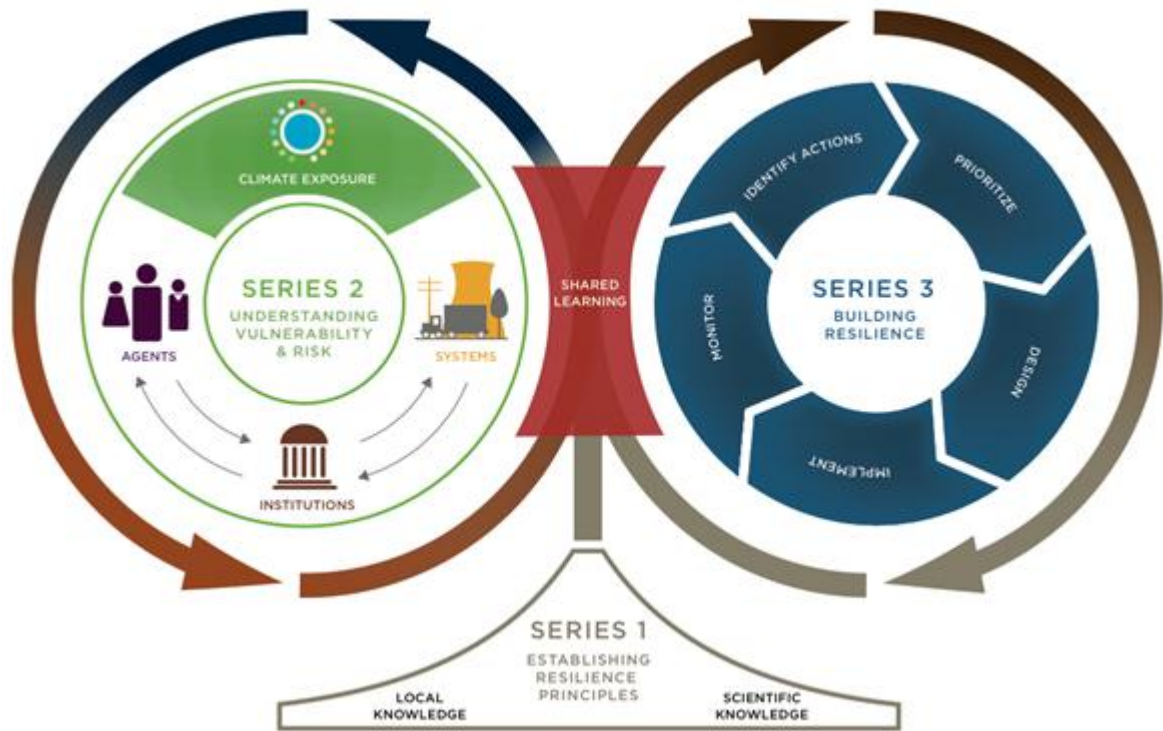 CLIMATE EXPOSURE
SERIES 2
UNDERSTANDING
VULNERABILITY
& RISK
AGENTS
SYSTEMS
INSTITUTIONS
SHARED
LEARNING
IDENTIFY ACTIONS
PRIORITIZE
DESIGN
IMPLEMENT
MONITOR
SERIES 3
BUILDING
RESILIENCE
SERIES 1
ESTABLISHING
RESILIENCE
PRINCIPLES
LOCAL
KNOWLEDGE
SCIENTIFIC
KNOWLEDGE